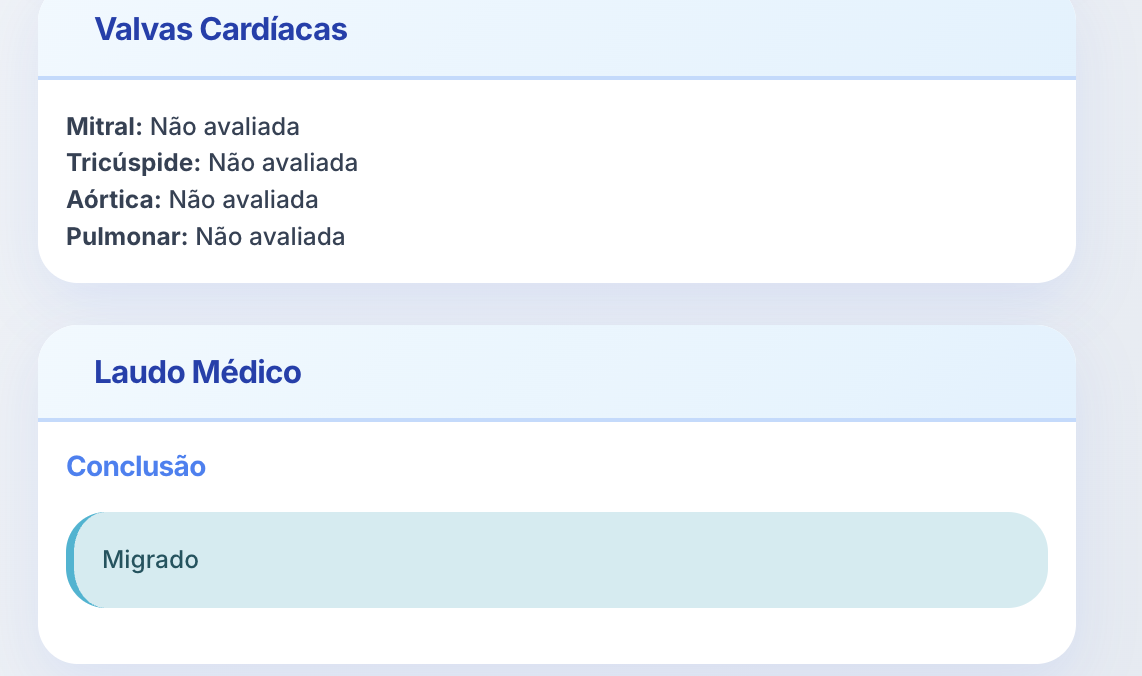 Valvas Cardíacas
Mitral: Não avaliada
Tricúspide: Não avaliada
Aórtica: Não avaliada
Pulmonar: Não avaliada
Laudo Médico
Conclusão
Migrado